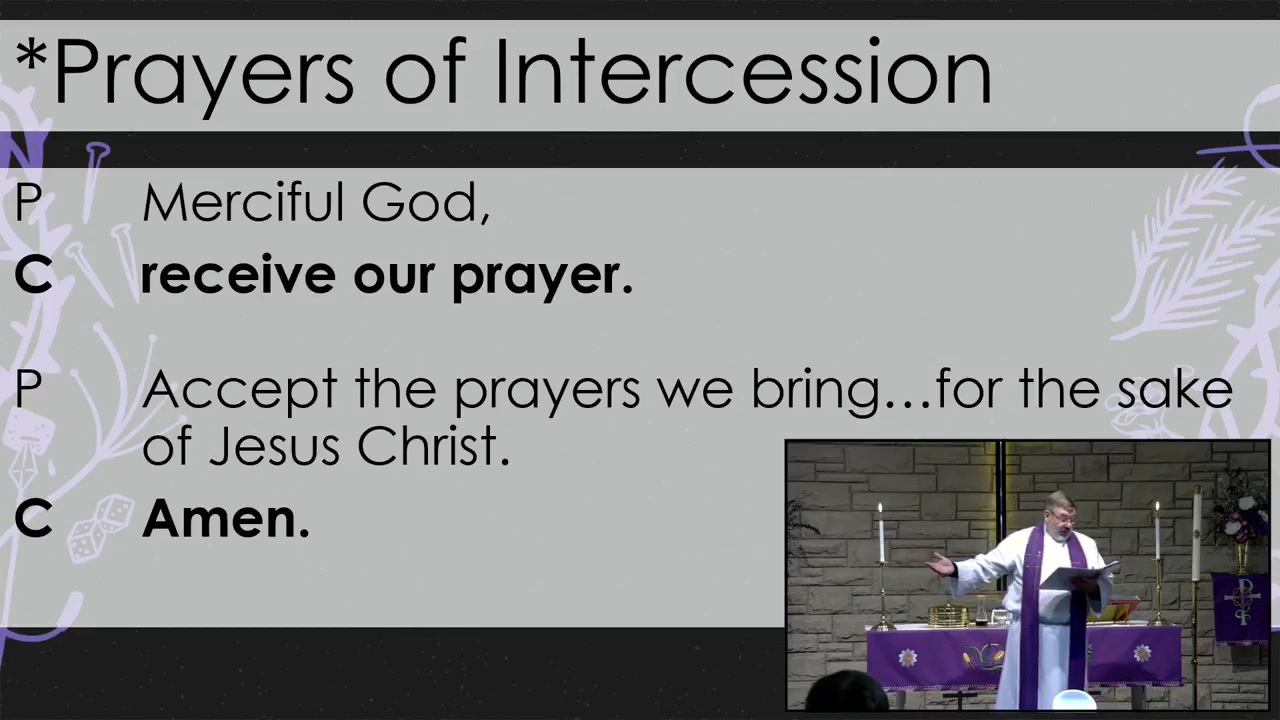 *Prayers of Intercession
P Merciful God,
C receive our prayer.
P Accept the prayers we bring…for the sake
of Jesus Christ.
C Amen.